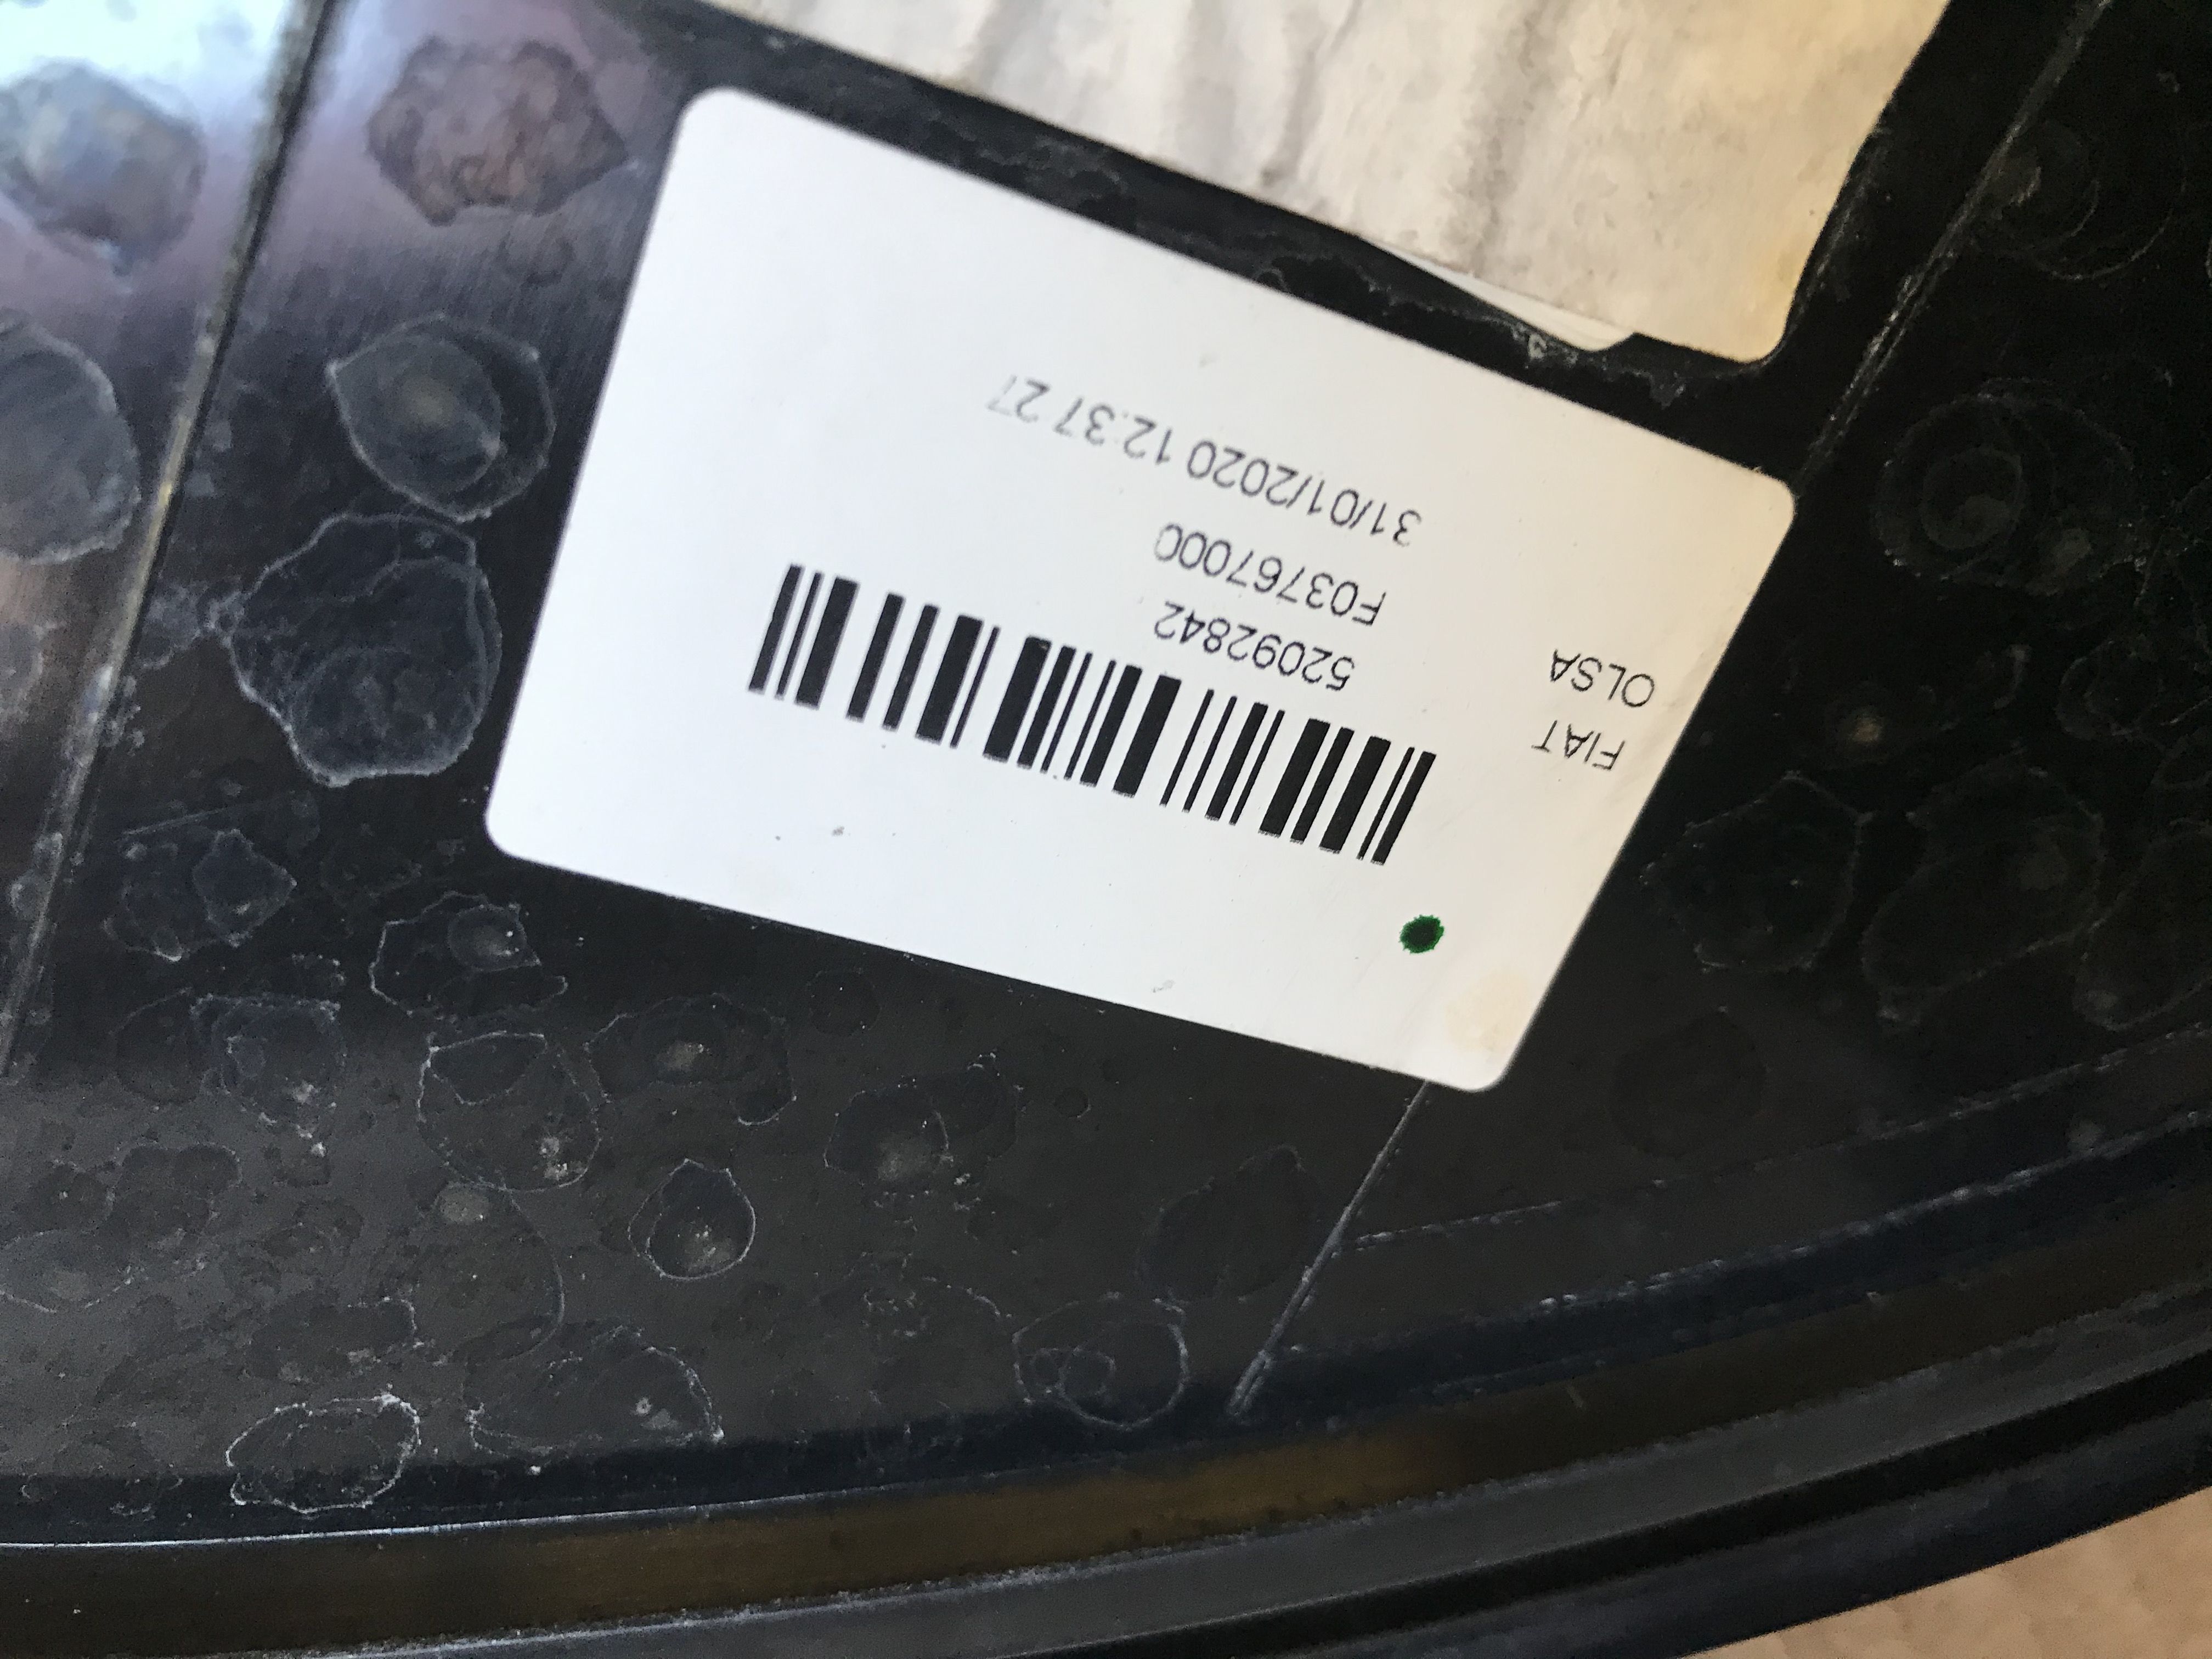 FIAT
OLSA
52092842
F03767000
31/01/2020 12.37 27